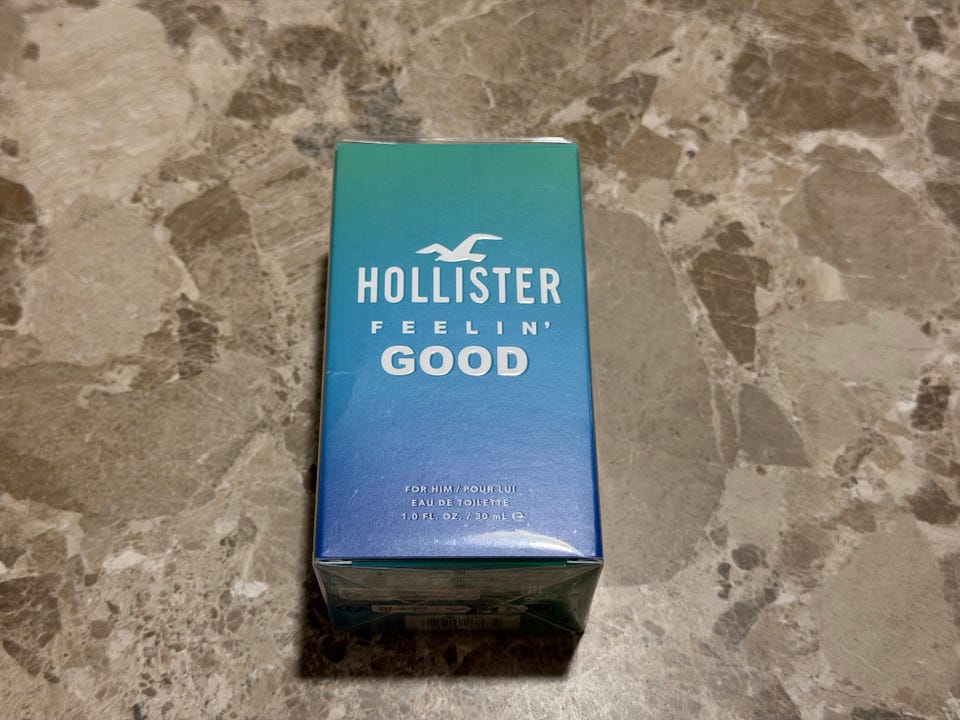 HOLLISTER
FEELIN'
GOOD
FOR HIM / POUR LUI
EAU DE TOILETTE
1.0 FL. OZ. / 30 mL ℮